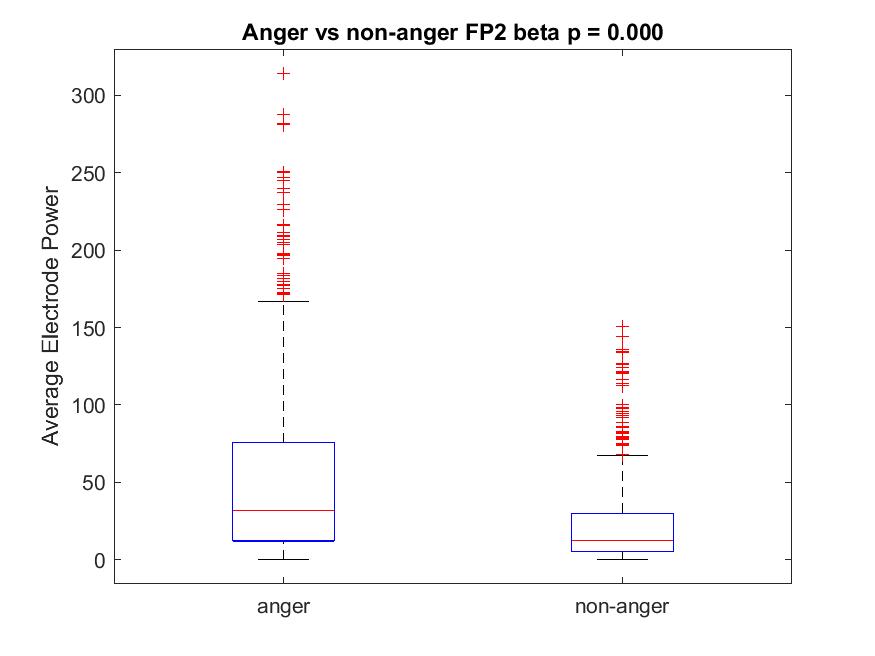 Anger vs non-anger FP2 beta p = 0.000
Average Electrode Power
300
250
200
150
100
50
0
anger
non-anger